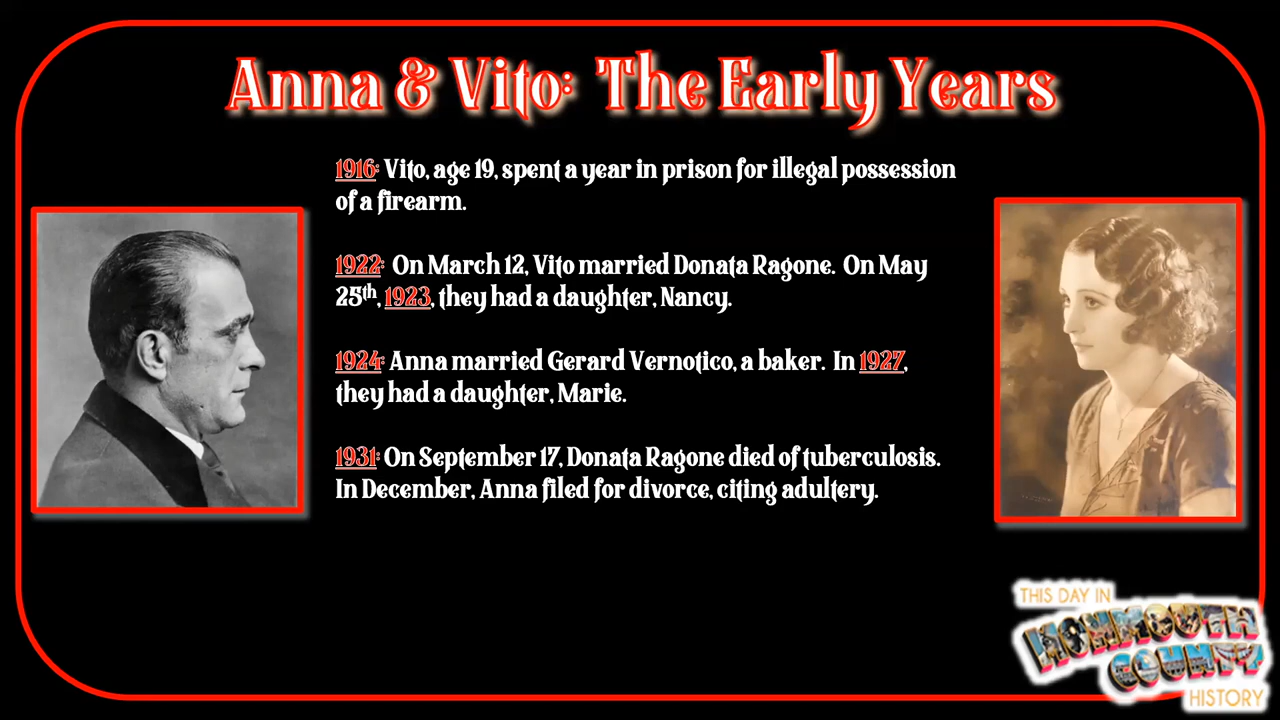 Anna & Vito: The Early Years
1916: Vito, age 19, spent a year in prison for illegal possession
of a firearm.
1922: On March 12, Vito married Donata Ragone. On May
25th, 1923, they had a daughter, Nancy.
1924: Anna married Gerard Vernotico, a baker. In 1927,
they had a daughter, Marie.
1931: On September 17, Donata Ragone died of tuberculosis.
In December, Anna filed for divorce, citing adultery.
THIS DAY IN
MONMOUTH
COUNTY
HISTORY